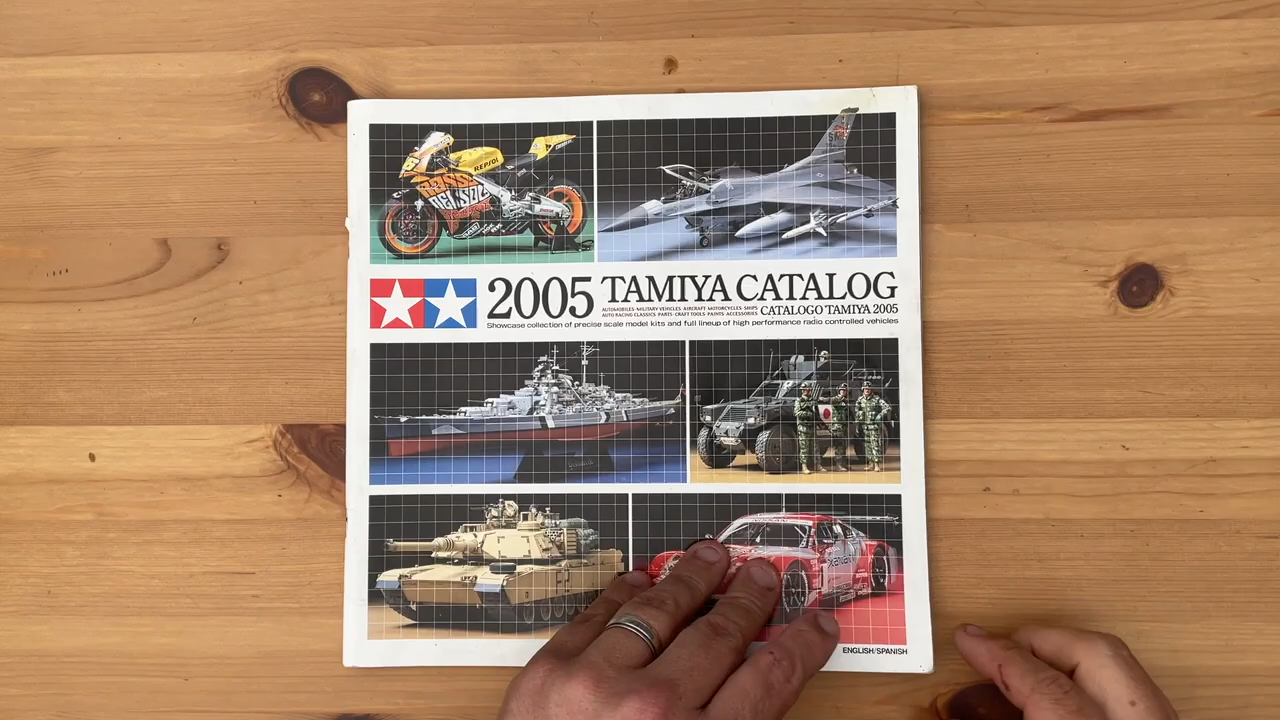 REPSOL
2005 TAMIYA CATALOG
AUTOMOBILES·MILITARY VEHICLES·AIRCRAFT·MOTORCYCLES·SHIPS
AUTO RACING CLASSICS·PARTS·CRAFT TOOLS·PAINTS·ACCESSORIES
CATALOGO TAMIYA 2005
Showcase collection of precise scale model kits and full lineup of high performance radio controlled vehicles
ENGLISH/SPANISH